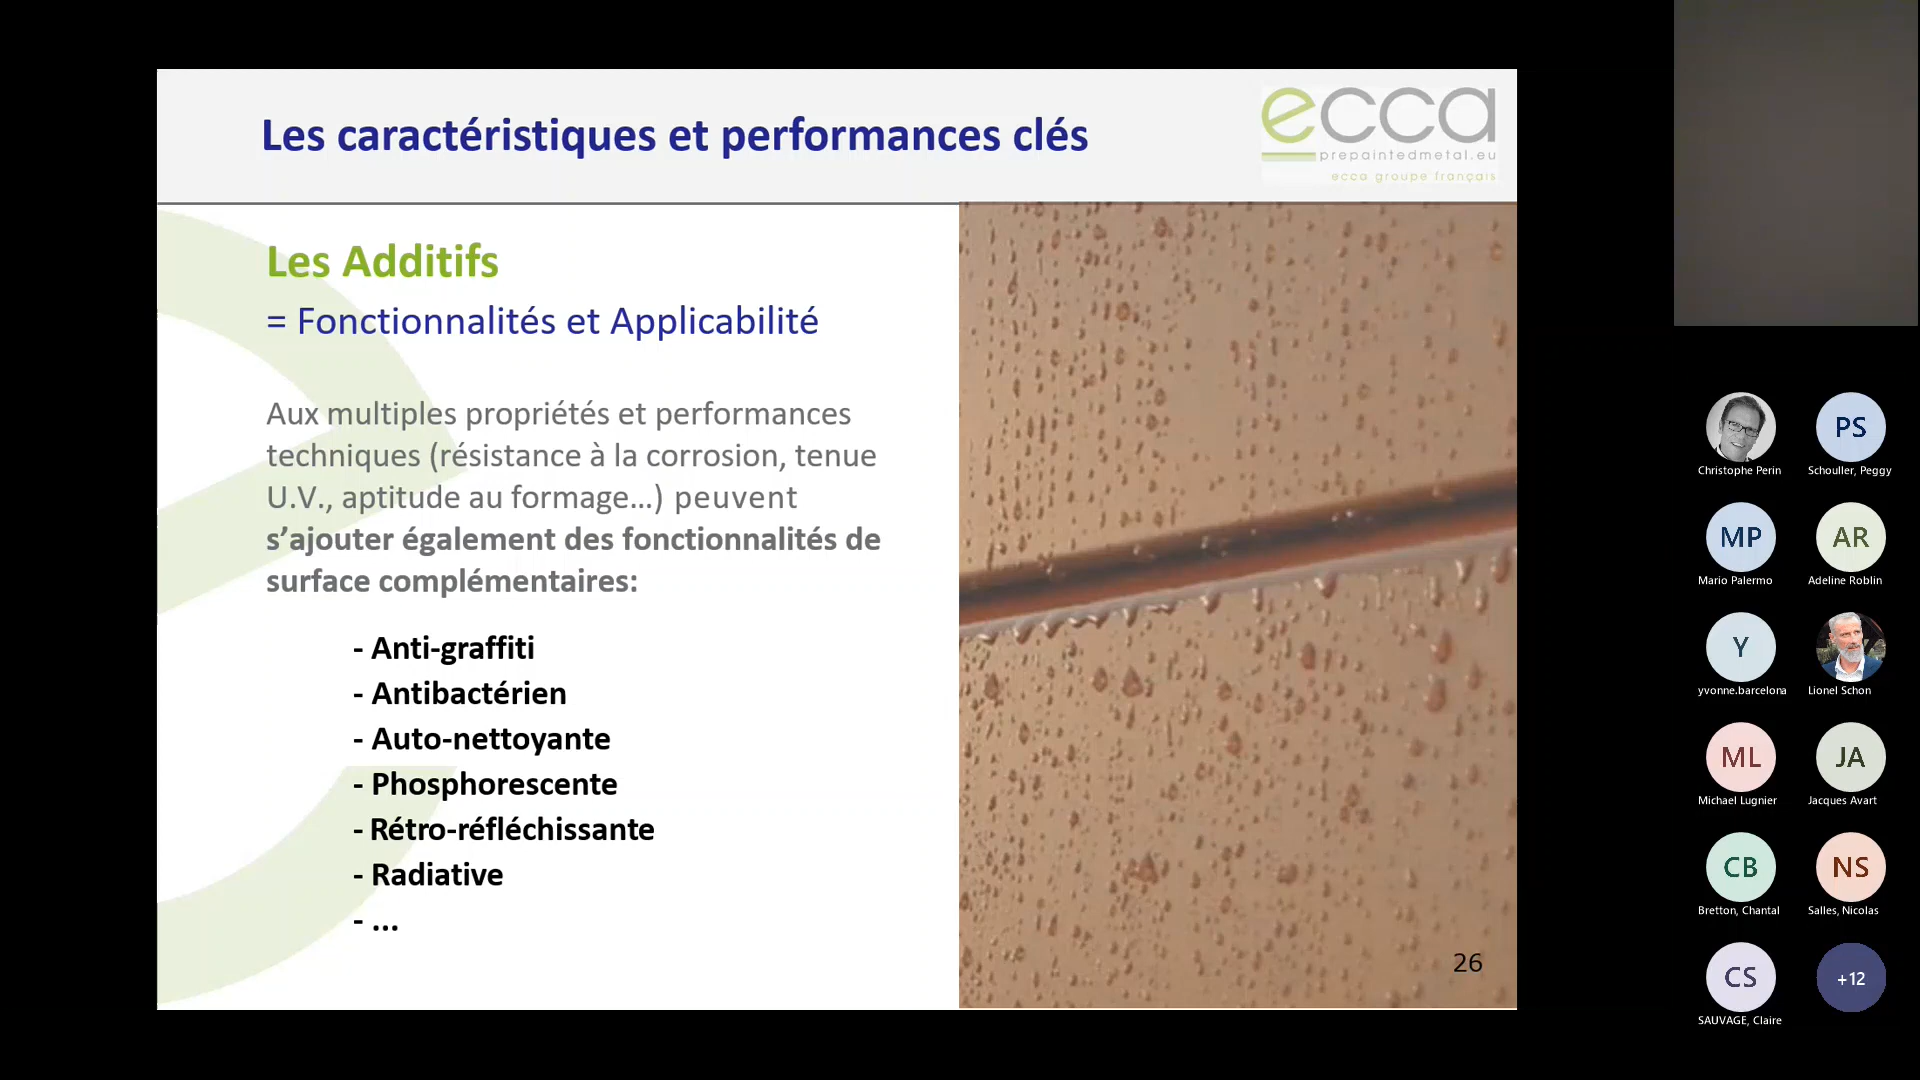 Les caractéristiques et performances clés
ecca
prepaintedmetal.eu
ecca groupe français
Les Additifs
= Fonctionnalités et Applicabilité
Aux multiples propriétés et performances
techniques (résistance à la corrosion, tenue
U.V., aptitude au formage...) peuvent
s’ajouter également des fonctionnalités de
surface complémentaires:
- Anti-graffiti
- Antibactérien
- Auto-nettoyante
- Phosphorescente
- Rétro-réfléchissante
- Radiative
- ...
26
Christophe Perin
PS
Schouller, Peggy
MP
Mario Palermo
AR
Adeline Roblin
Y
yvonne.barcelona
Lionel Schon
ML
Michael Lugnier
JA
Jacques Avart
CB
Bretton, Chantal
NS
Salles, Nicolas
CS
SAUVAGE, Claire
+12